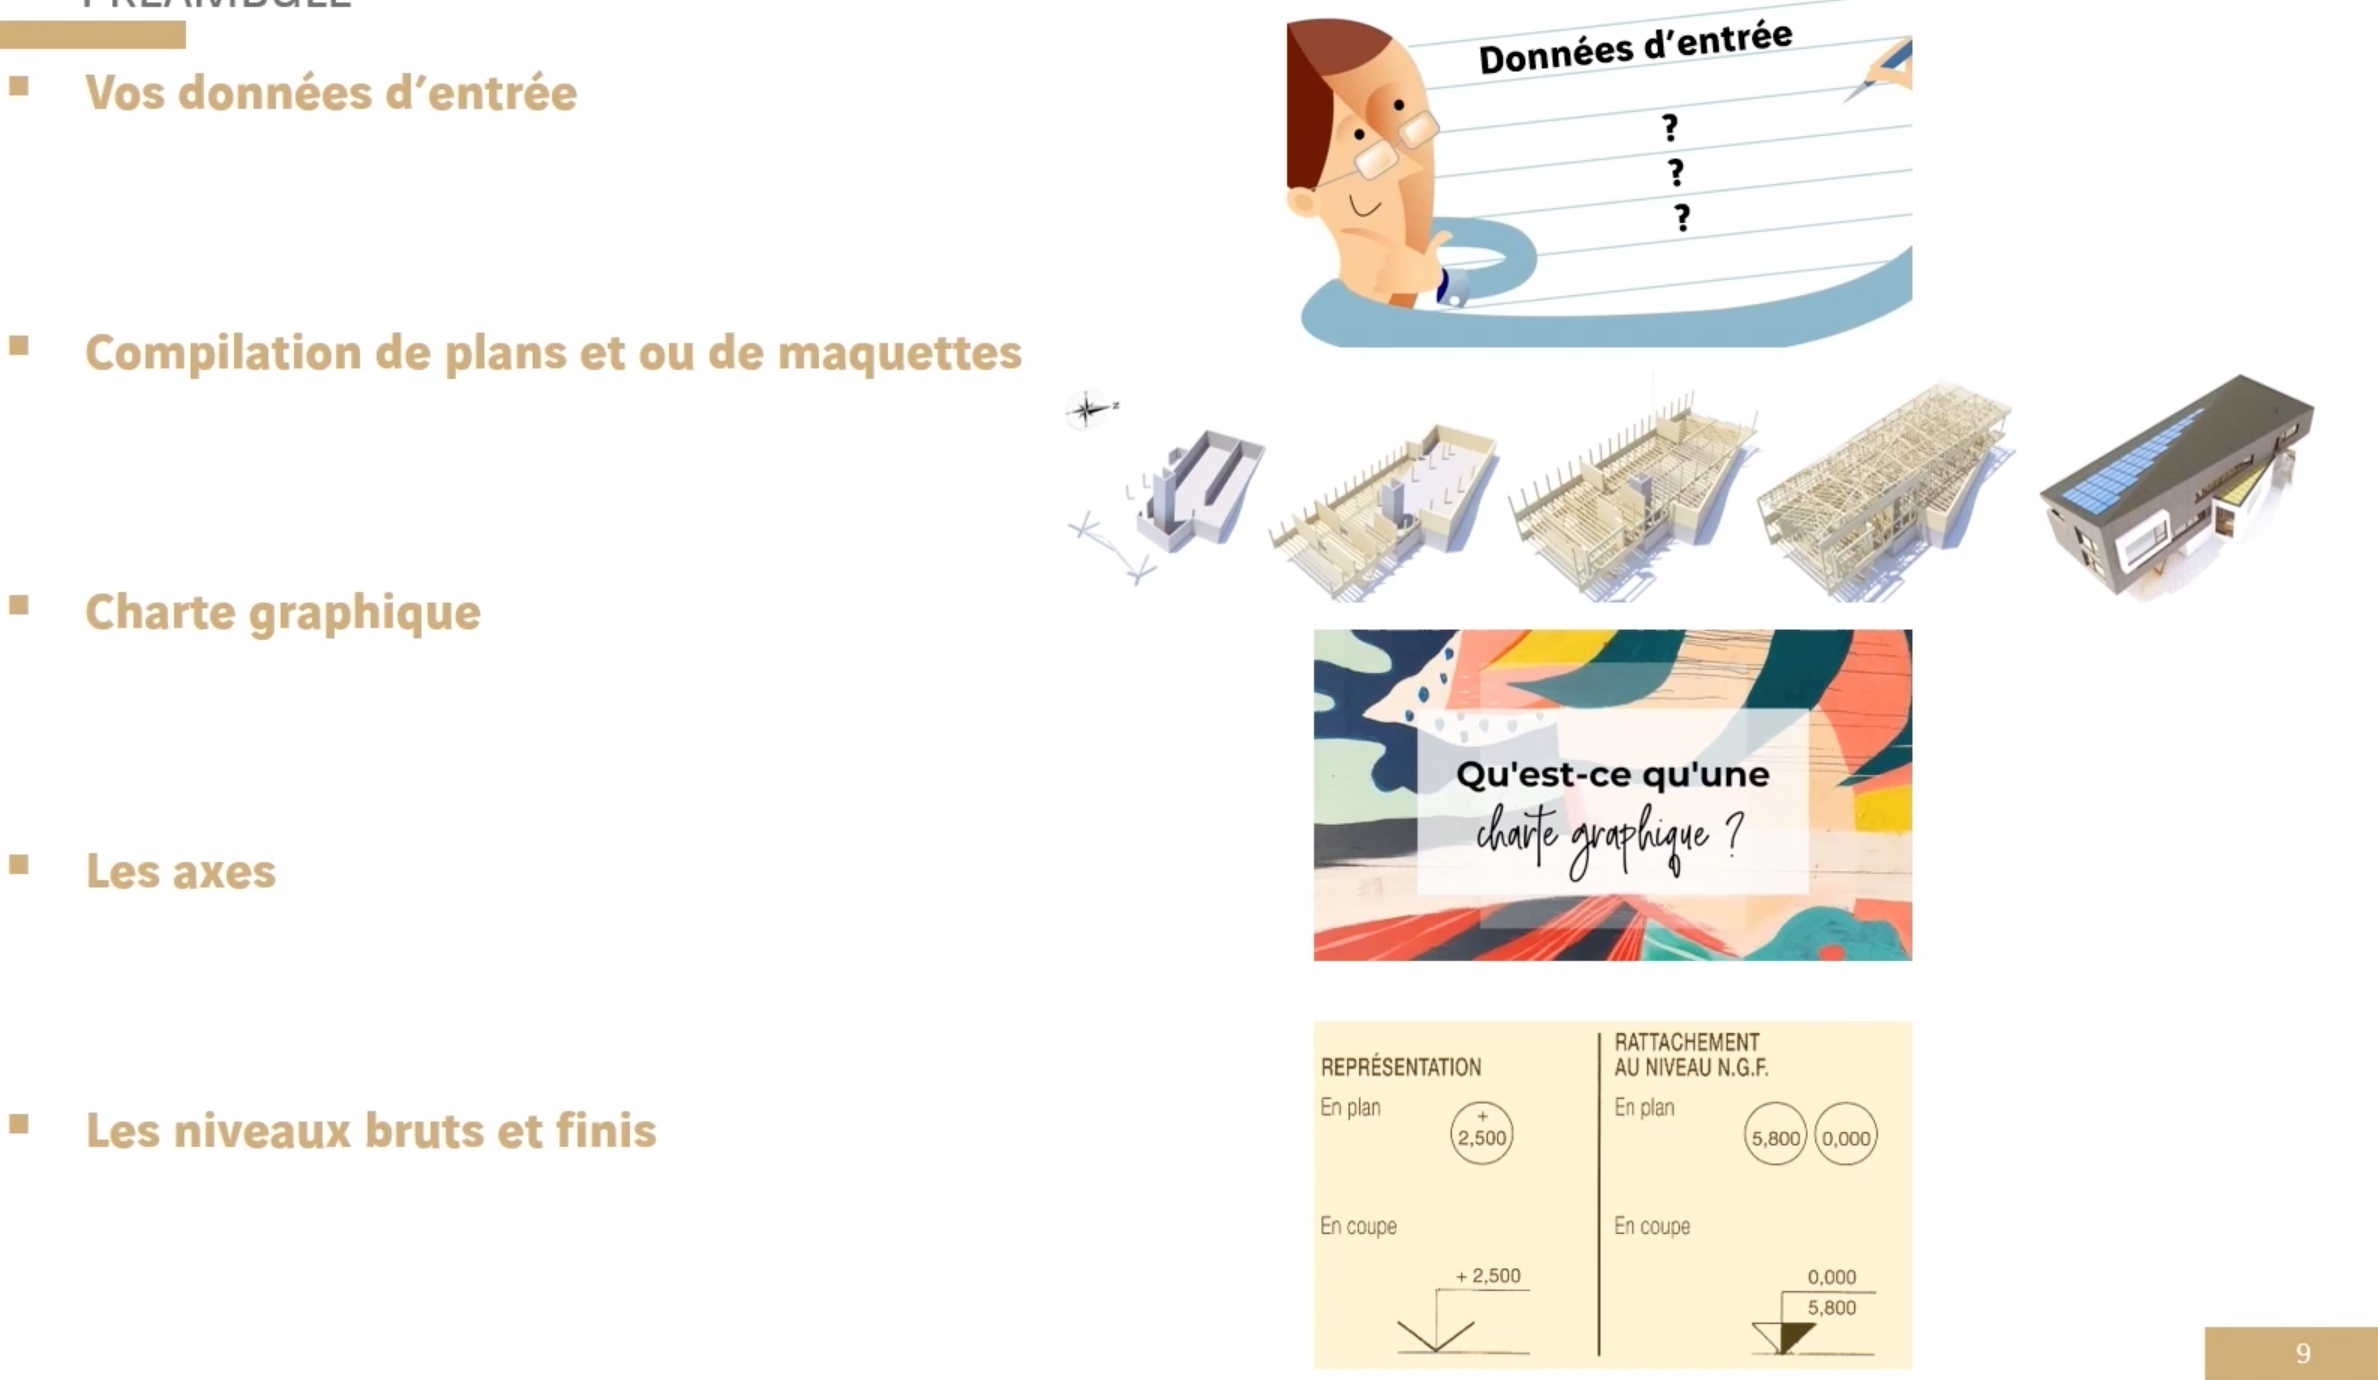 PRÉAMBULE
Vos données d'entrée
Données d'entrée
?
?
?
Compilation de plans et ou de maquettes
N
Charte graphique
Qu'est-ce qu'une
charte graphique ?
Les axes
Les niveaux bruts et finis
REPRÉSENTATION
En plan
+
2,500
En coupe
+ 2,500
RATTACHEMENT
AU NIVEAU N.G.F.
En plan
5,800
0,000
En coupe
0,000
5,800
9